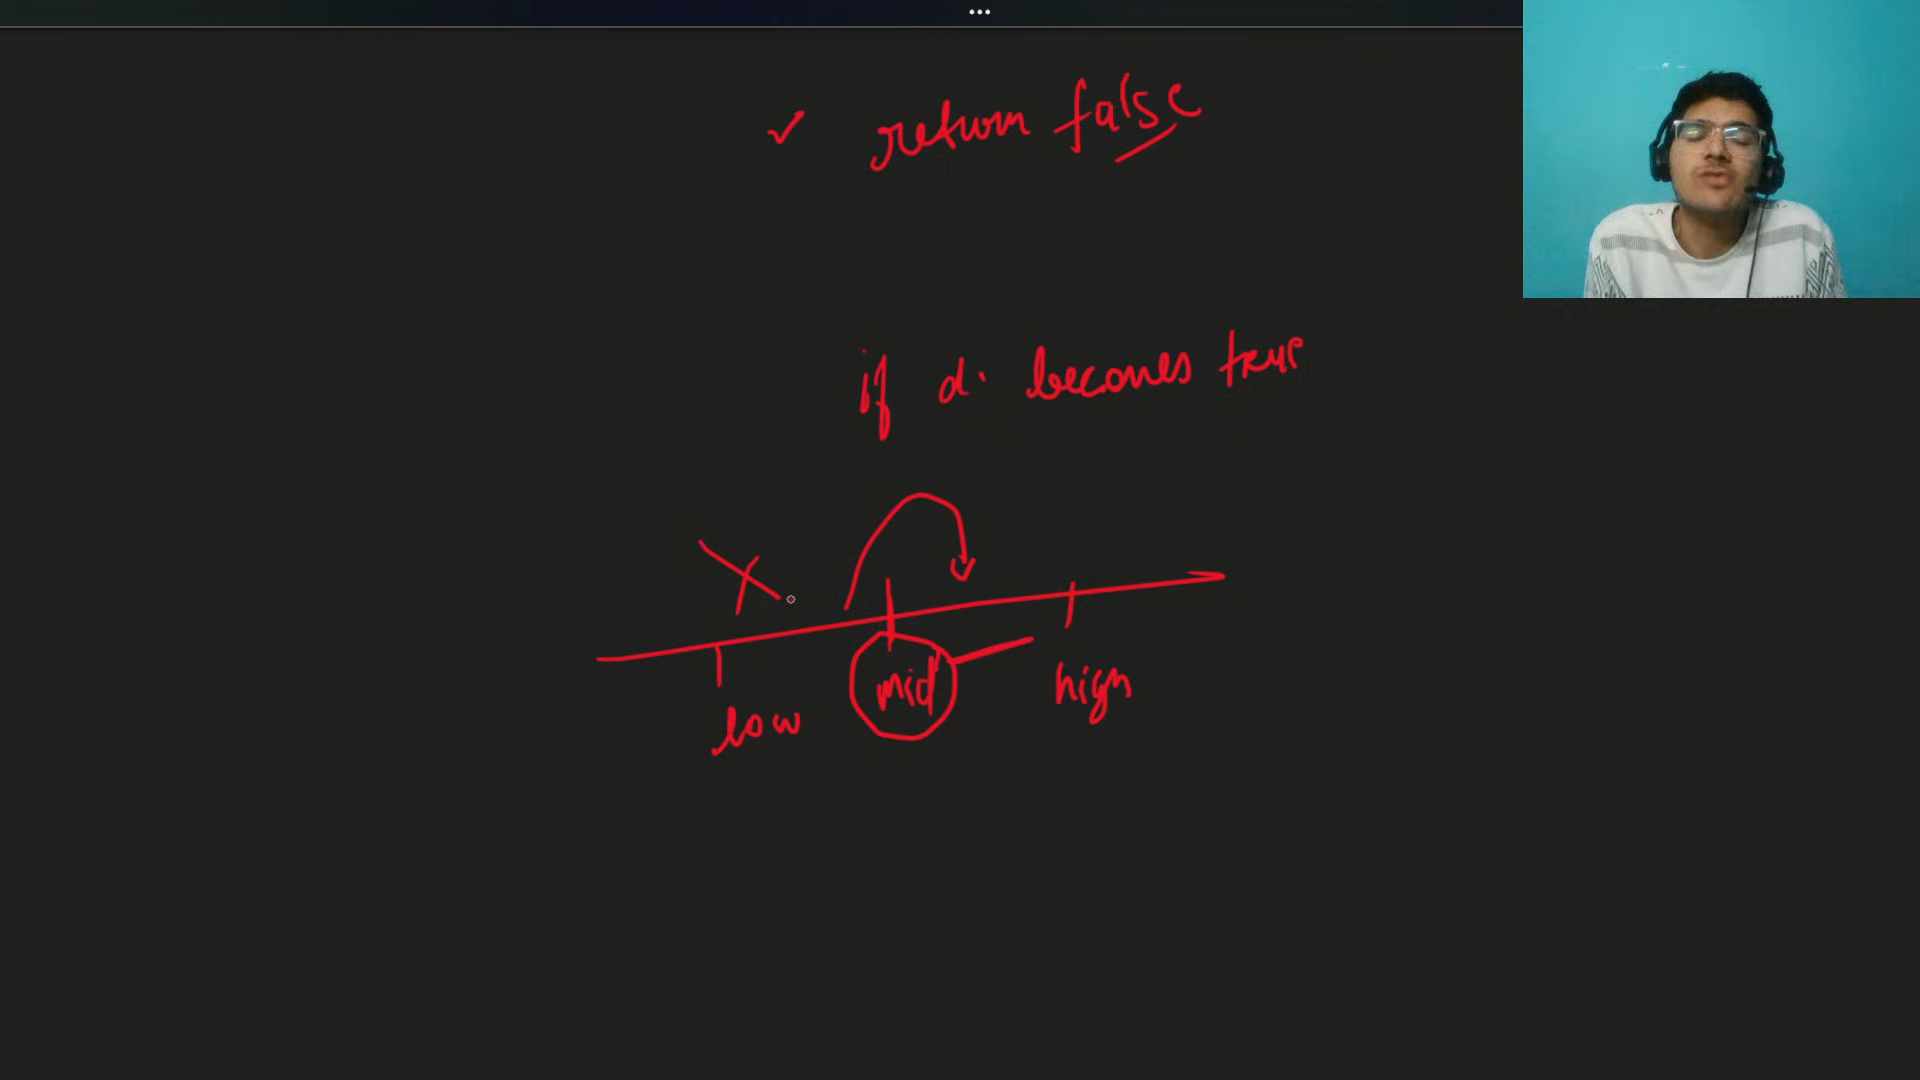 ✓ return false
if d. becomes true
low mid high